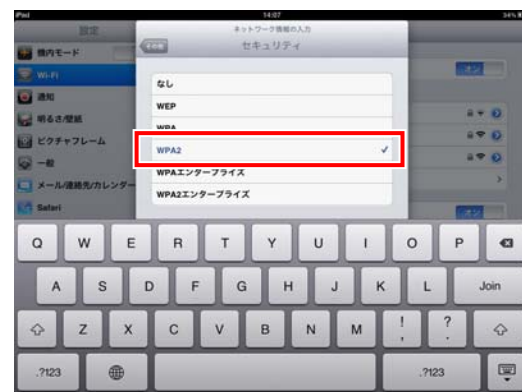 iPad
14:07
34%
設定
ネットワーク情報の入力
その他
セキュリティ
機内モード
Wi-Fi
オン
通知
明るさ/壁紙
ピクチャフレーム
一般
メール/連絡先/カレンダー
Safari
オン
なし
WEP
WPA
WPA2
WPAエンタープライズ
WPA2エンタープライズ
Q W E R T Y U I O P
A S D F G H J K L Join
Z X C V B N M ! , ? .
.?123 .?123